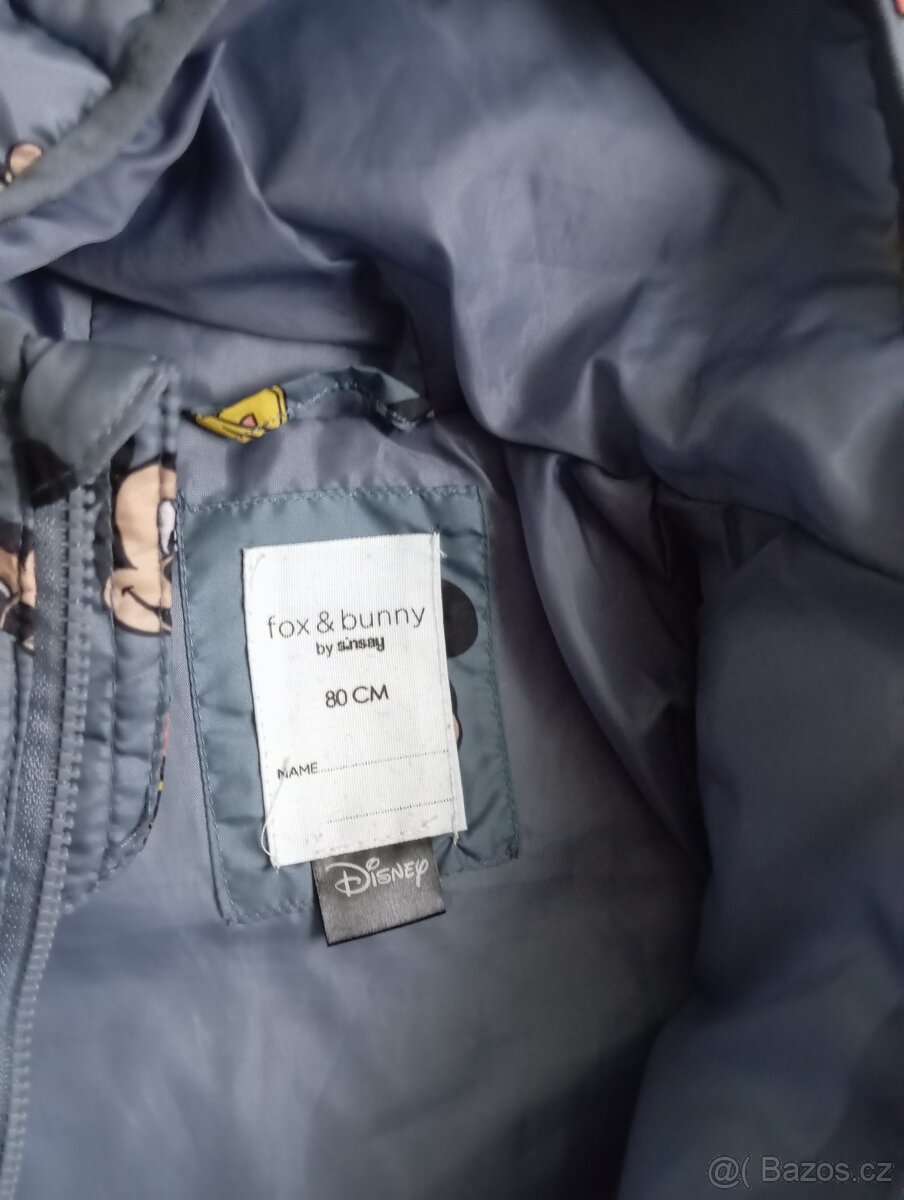 fox & bunny
by sinsay
80 CM
NAME
Disney
@( Bazos.cz